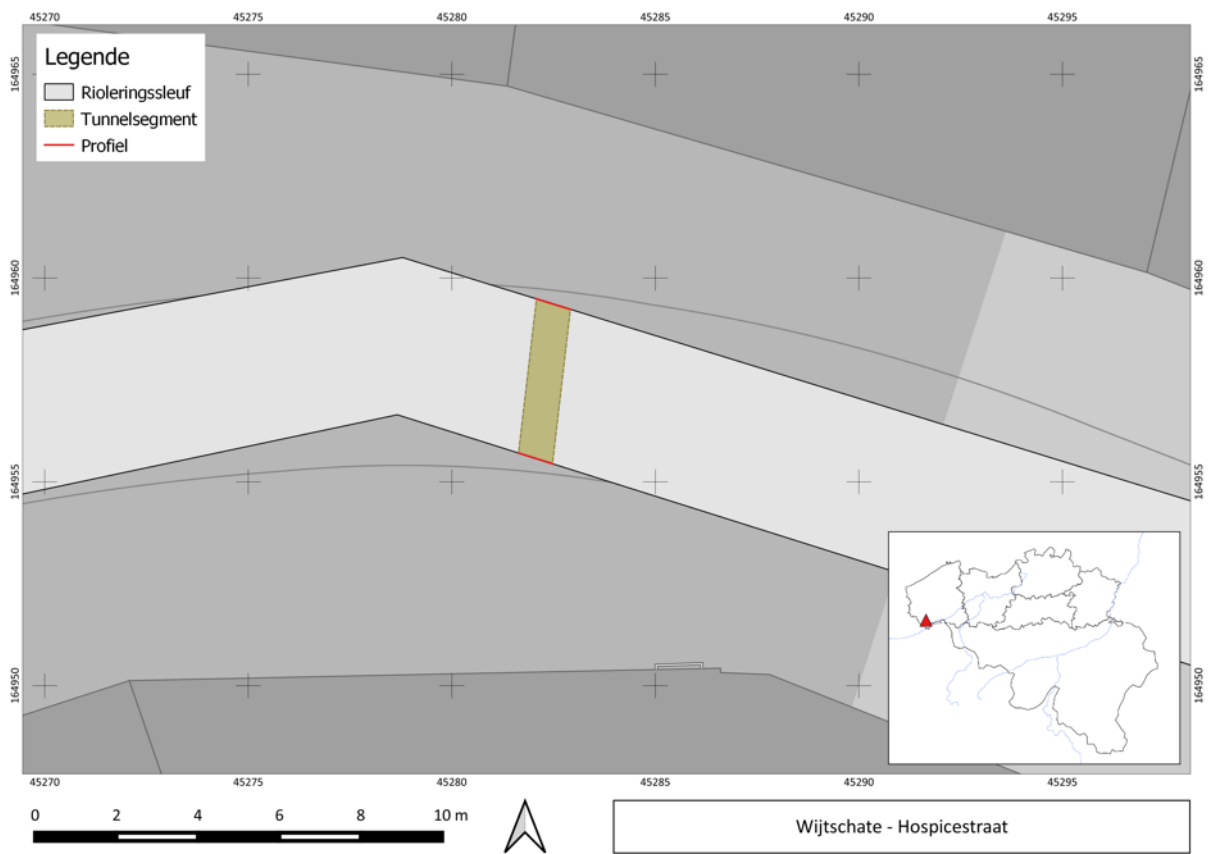 45270 45275 45280 45285 45290 45295
Legende
Rioleringssleuf
Tunnelsegment
Profiel
164965 164965
164960 164960
164955 164955
164950 164950
45270 45275 45280 45285 45290 45295
0 2 4 6 8 10 m
Wijtschate - Hospicestraat